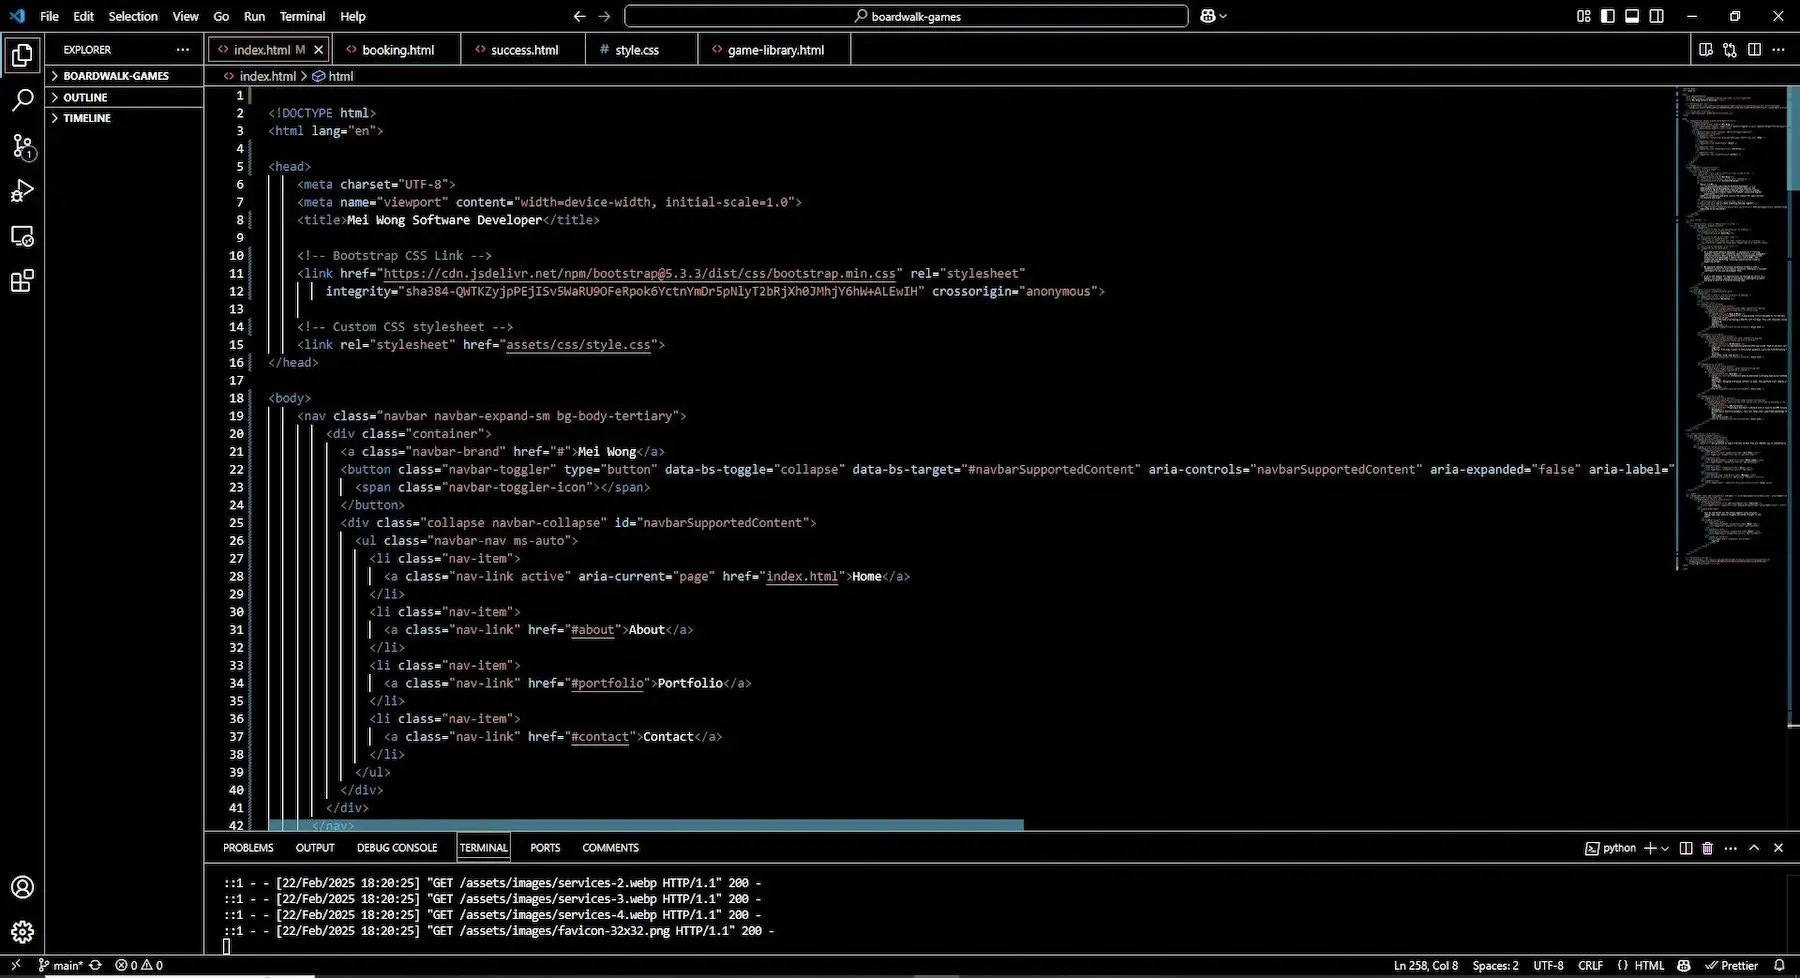 File Edit Selection View Go Run Terminal Help
boardwalk-games
EXPLORER
BOARDWALK-GAMES
OUTLINE
TIMELINE
1
index.html M
booking.html
success.html
# style.css
game-library.html
index.html > html
1
2 <!DOCTYPE html>
3 <html lang="en">
4
5 <head>
6 <meta charset="UTF-8">
7 <meta name="viewport" content="width=device-width, initial-scale=1.0">
8 <title>Mei Wong Software Developer</title>
9
10 <!-- Bootstrap CSS Link -->
11 <link href="https://cdn.jsdelivr.net/npm/bootstrap@5.3.3/dist/css/bootstrap.min.css" rel="stylesheet"
12 integrity="sha384-QWTKZyjpPEjISv5WaRU9OFeRpok6YctnYmDr5pNlyT2bRjXh0JMhjY6hW+ALEwIH" crossorigin="anonymous">
13
14 <!-- Custom CSS stylesheet -->
15 <link rel="stylesheet" href="assets/css/style.css">
16 </head>
17
18 <body>
19 <nav class="navbar navbar-expand-sm bg-body-tertiary">
20 <div class="container">
21 <a class="navbar-brand" href="#">Mei Wong</a>
22 <button class="navbar-toggler" type="button" data-bs-toggle="collapse" data-bs-target="#navbarSupportedContent" aria-controls="navbarSupportedContent" aria-expanded="false" aria-label="
23 <span class="navbar-toggler-icon"></span>
24 </button>
25 <div class="collapse navbar-collapse" id="navbarSupportedContent">
26 <ul class="navbar-nav ms-auto">
27 <li class="nav-item">
28 <a class="nav-link active" aria-current="page" href="index.html">Home</a>
29 </li>
30 <li class="nav-item">
31 <a class="nav-link" href="#about">About</a>
32 </li>
33 <li class="nav-item">
34 <a class="nav-link" href="#portfolio">Portfolio</a>
35 </li>
36 <li class="nav-item">
37 <a class="nav-link" href="#contact">Contact</a>
38 </li>
39 </ul>
40 </div>
41 </div>
42 </nav>
PROBLEMS OUTPUT DEBUG CONSOLE TERMINAL PORTS COMMENTS
python
::1 - - [22/Feb/2025 18:20:25] "GET /assets/images/services-2.webp HTTP/1.1" 200 -
::1 - - [22/Feb/2025 18:20:25] "GET /assets/images/services-3.webp HTTP/1.1" 200 -
::1 - - [22/Feb/2025 18:20:25] "GET /assets/images/services-4.webp HTTP/1.1" 200 -
::1 - - [22/Feb/2025 18:20:25] "GET /assets/images/favicon-32x32.png HTTP/1.1" 200 -
main* 0 0
Ln 258, Col 8 Spaces: 2 UTF-8 CRLF {} HTML Prettier